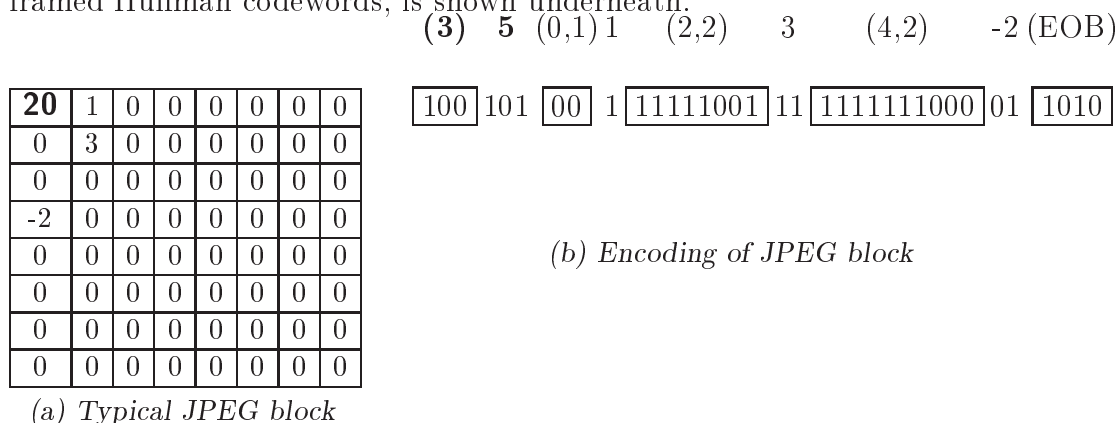 framed Huffman codewords, is shown underneath.
(3) 5 (0,1) 1 (2,2) 3 (4,2) -2 (EOB)
100 101 00 1 11111001 11 1111111000 01 1010
20 1 0 0 0 0 0 0
0 3 0 0 0 0 0 0
0 0 0 0 0 0 0 0
-2 0 0 0 0 0 0 0
0 0 0 0 0 0 0 0
0 0 0 0 0 0 0 0
0 0 0 0 0 0 0 0
0 0 0 0 0 0 0 0
(a) Typical JPEG block
(b) Encoding of JPEG block